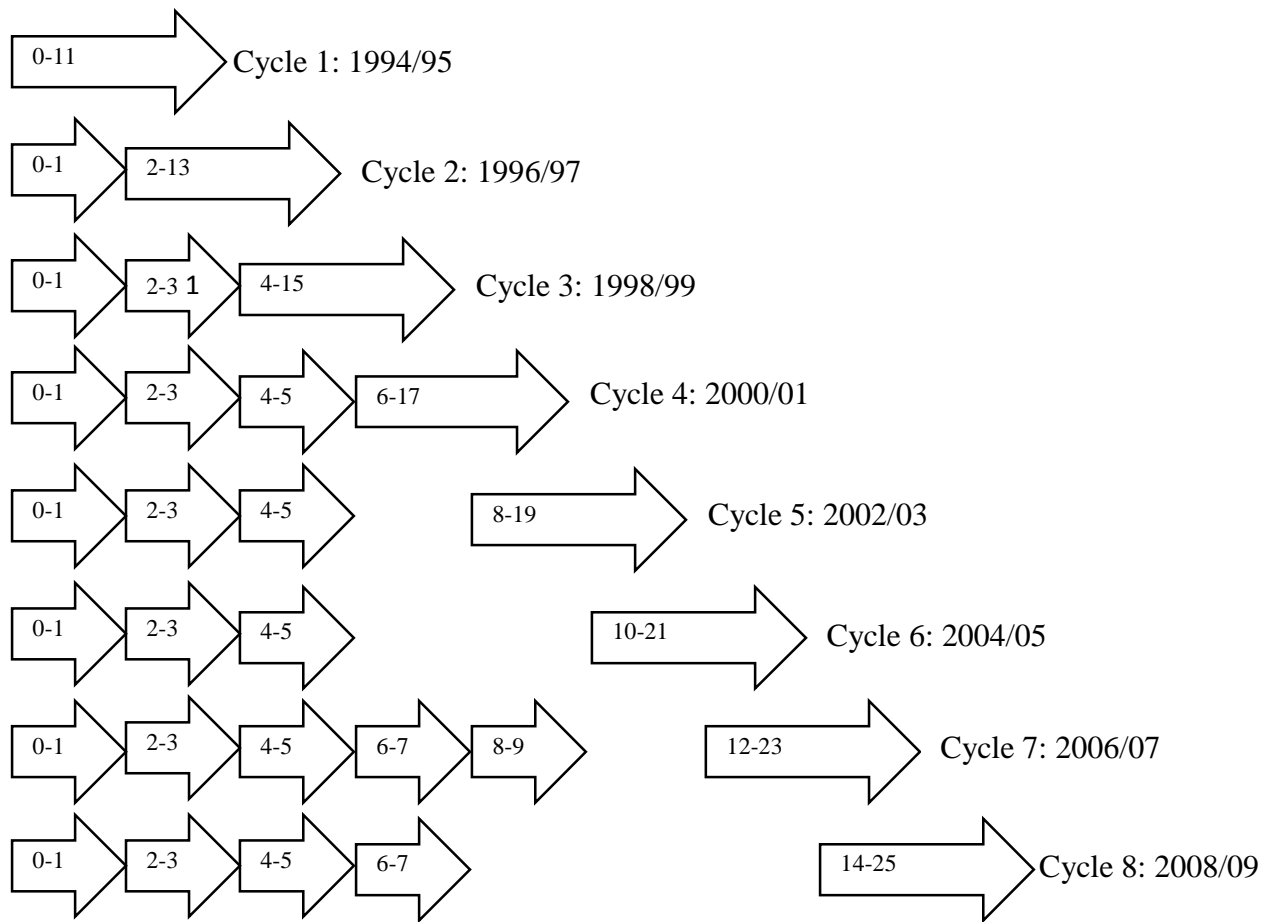 0-11 Cycle 1: 1994/95
0-1 2-13 Cycle 2: 1996/97
0-1 2-3 1 4-15 Cycle 3: 1998/99
0-1 2-3 4-5 6-17 Cycle 4: 2000/01
0-1 2-3 4-5 8-19 Cycle 5: 2002/03
0-1 2-3 4-5 10-21 Cycle 6: 2004/05
0-1 2-3 4-5 6-7 8-9 12-23 Cycle 7: 2006/07
0-1 2-3 4-5 6-7 14-25 Cycle 8: 2008/09